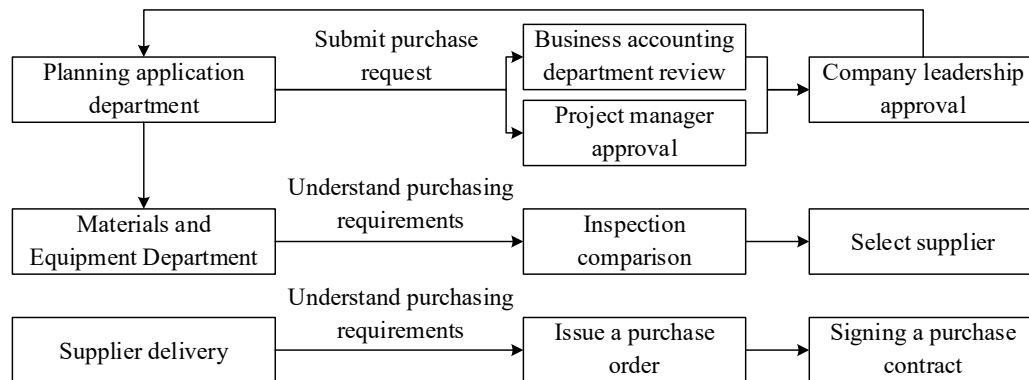 Submit purchase
request
Business accounting
department review
Planning application
department
Company leadership
approval
Project manager
approval
Understand purchasing
requirements
Materials and
Equipment Department
Inspection
comparison
Select supplier
Understand purchasing
requirements
Supplier delivery
Issue a purchase
order
Signing a purchase
contract